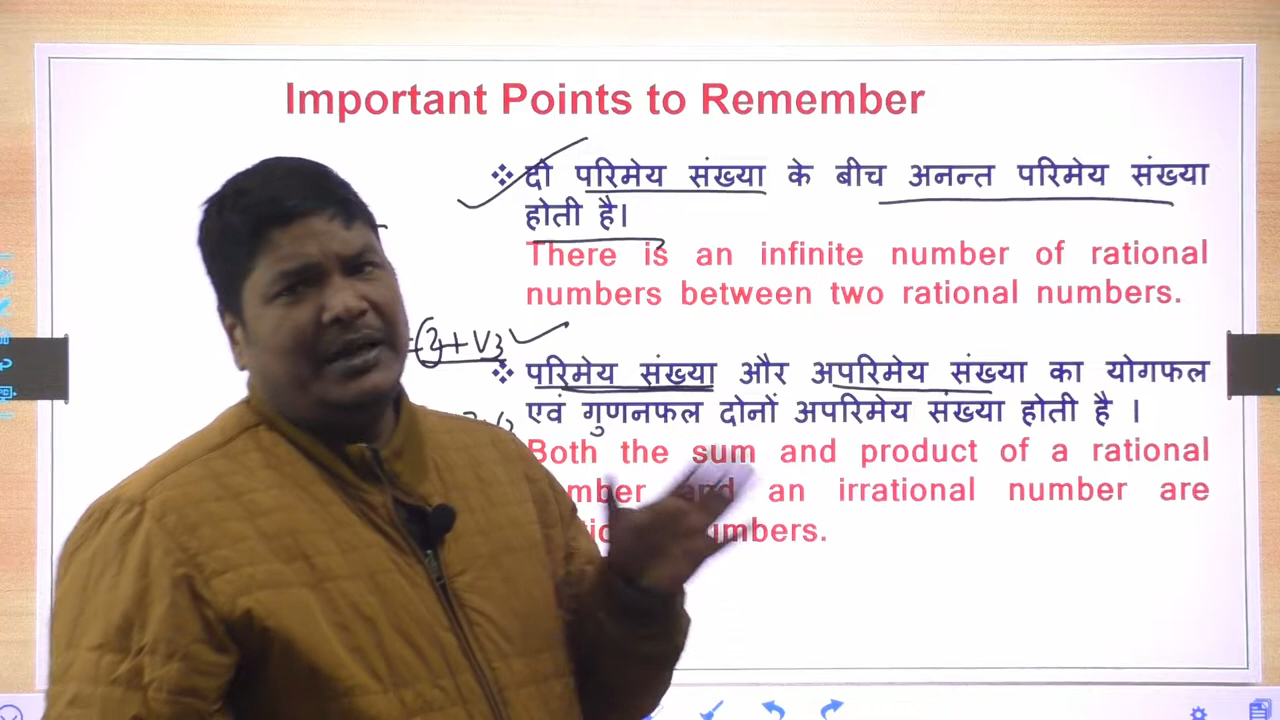 Important Points to Remember
❖ दो परिमेय संख्या के बीच अनन्त परिमेय संख्या
होती है।
There is an infinite number of rational
numbers between two rational numbers.
3+√3
❖ परिमेय संख्या और अपरिमेय संख्या का योगफल
एवं गुणनफल दोनों अपरिमेय संख्या होती है ।
Both the sum and product of a rational
and an irrational number are